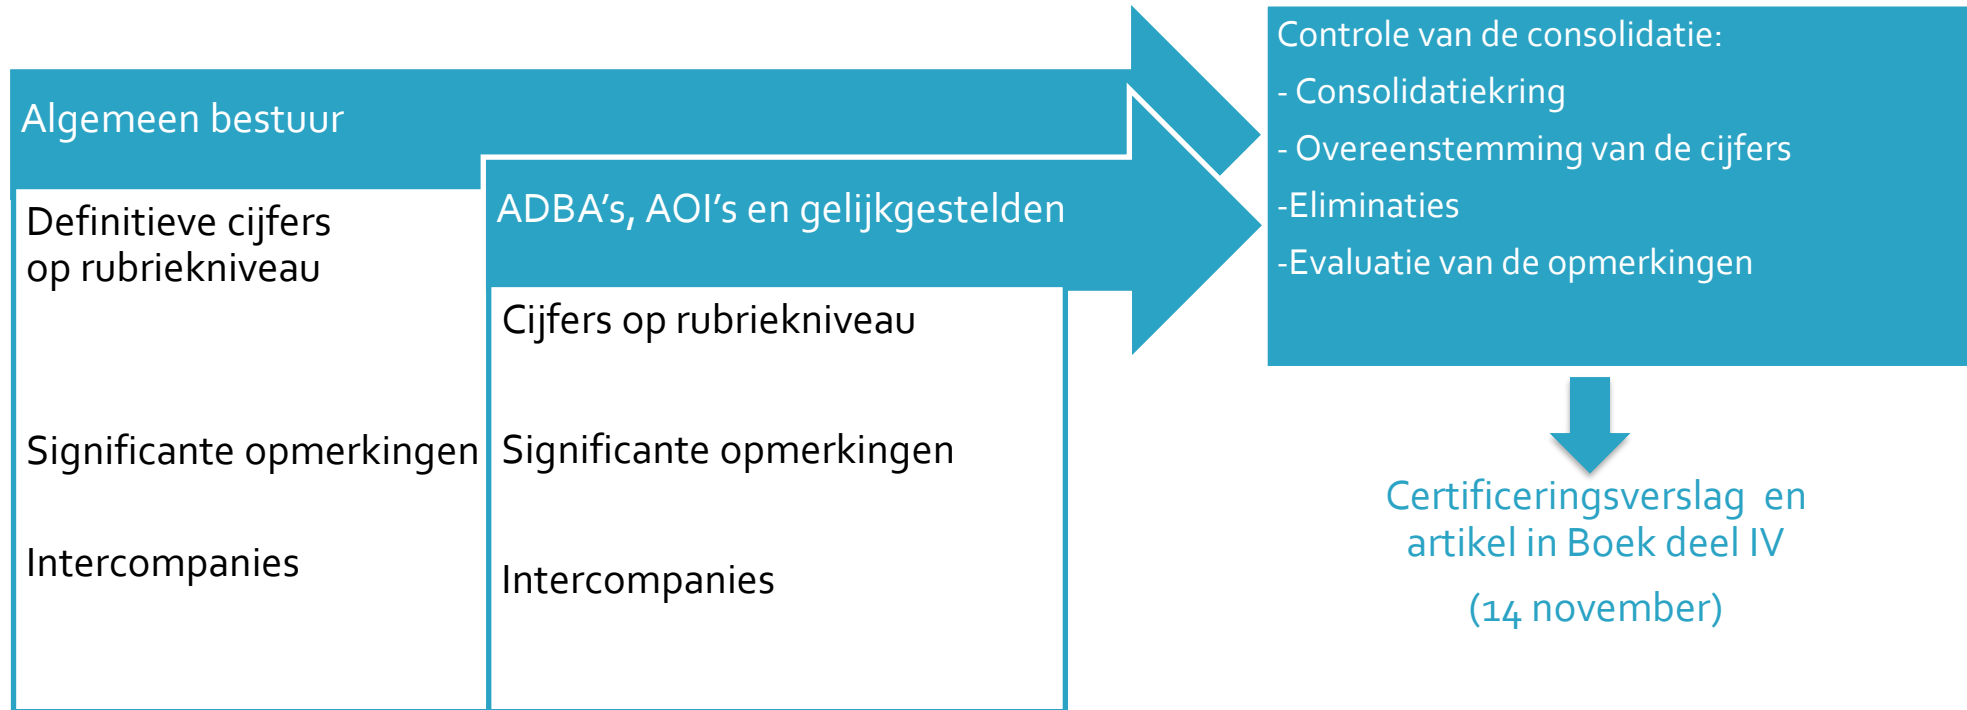 Algemeen bestuur
Definitieve cijfers
op rubriekniveau
Significante opmerkingen
Intercompanies
ADBA's, AOI's en gelijkgestelden
Cijfers op rubriekniveau
Significante opmerkingen
Intercompanies
Controle van de consolidatie:
- Consolidatiekring
- Overeenstemming van de cijfers
-Eliminaties
-Evaluatie van de opmerkingen
Certificeringsverslag en
artikel in Boek deel IV
(14 november)